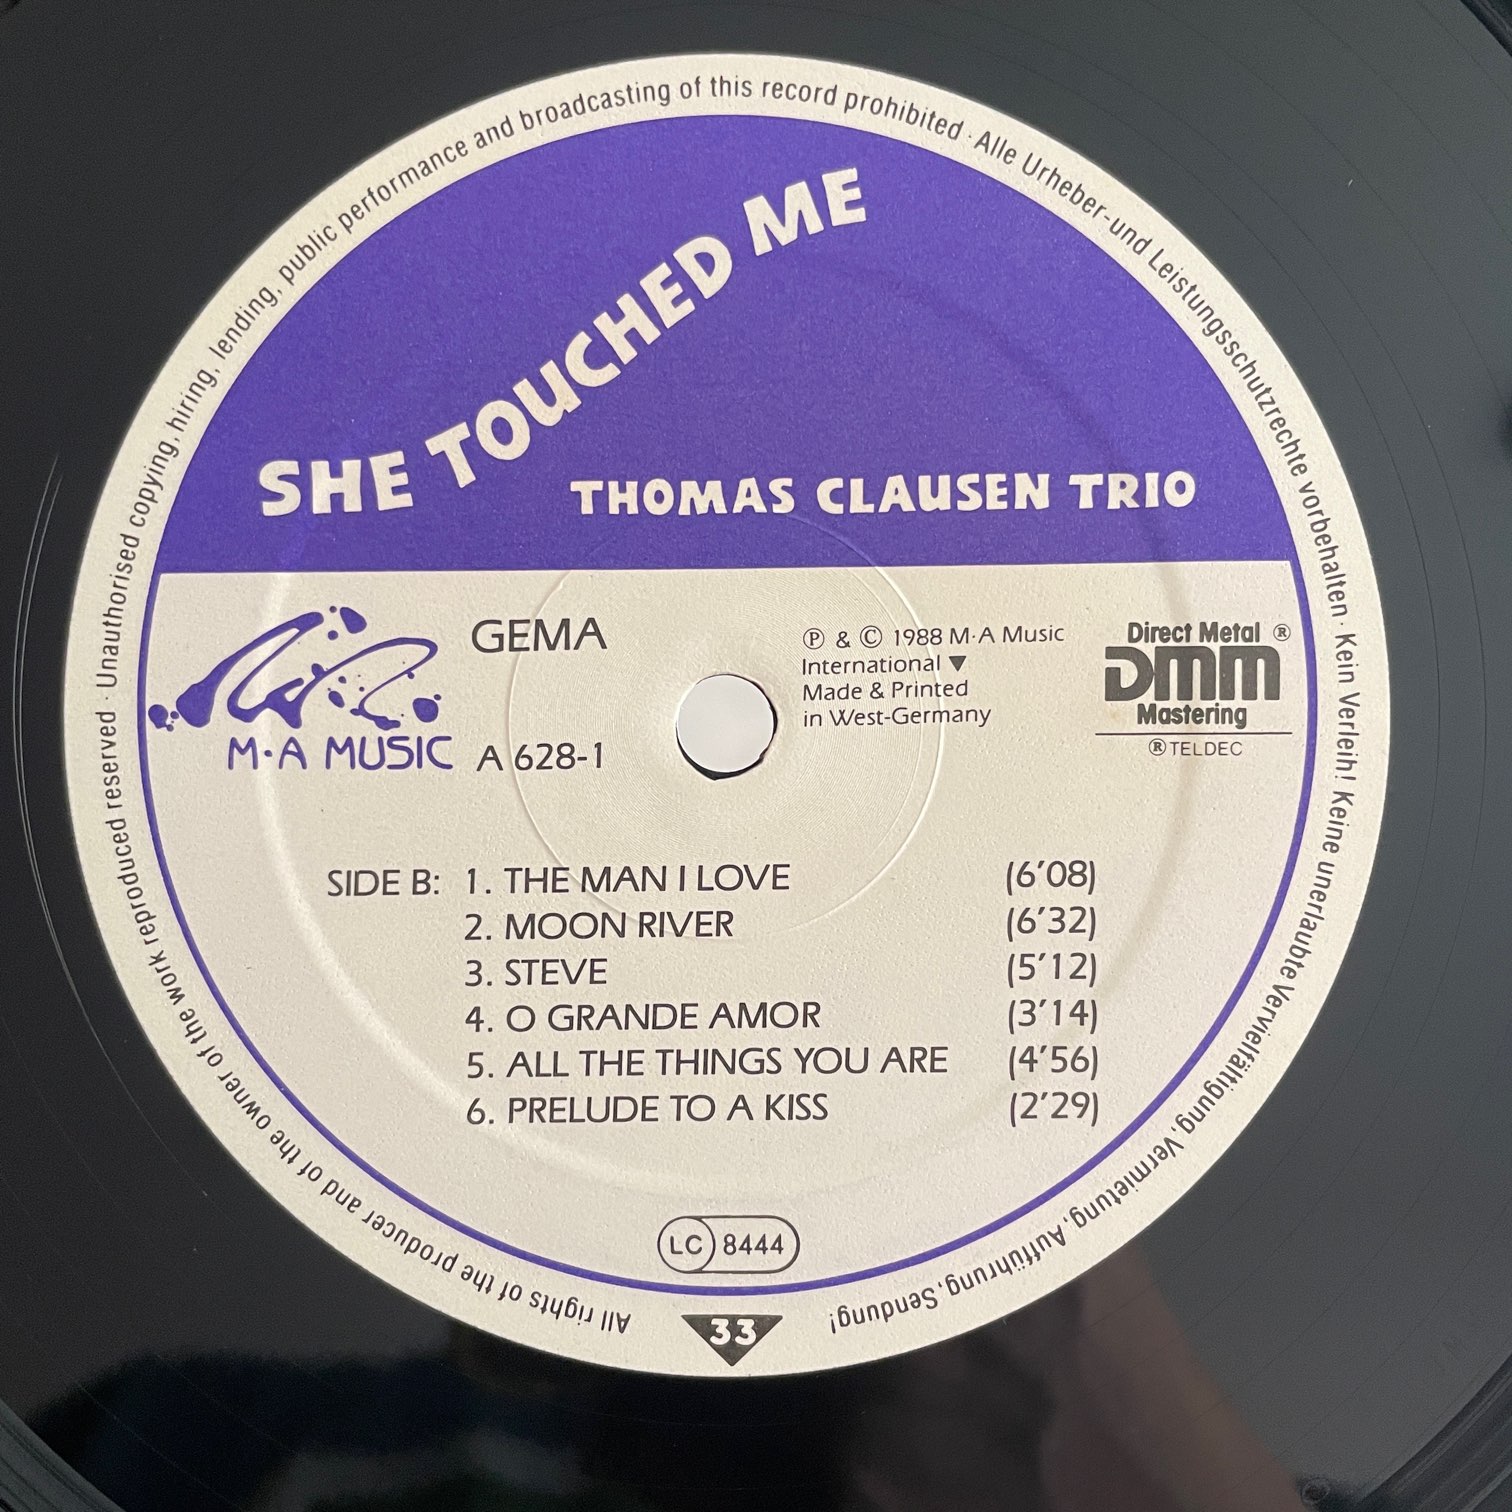 Unauthorised copying, hiring, lending, public performance and broadcasting of this record prohibited · Alle Urheber-und Leistungsschutzrechte vorbehalten · Kein Verleih! Keine unerlaubte Vervielfältigung, Vermietung, Aufführung, Sendung!
SHE TOUCHED ME
THOMAS CLAUSEN TRIO
M·A MUSIC
GEMA
A 628-1
Ⓟ & © 1988 M·A Music
International ▼
Made & Printed
in West-Germany
Direct Metal ®
DMM
Mastering
® TELDEC
SIDE B: 1. THE MAN I LOVE (6'08)
2. MOON RIVER (6'32)
3. STEVE (5'12)
4. O GRANDE AMOR (3'14)
5. ALL THE THINGS YOU ARE (4'56)
6. PRELUDE TO A KISS (2'29)
LC 8444
33
All rights of the producer and of the owner of the work reproduced reserved ·